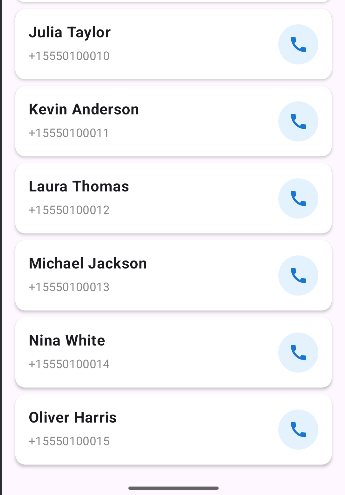 Julia Taylor
+15550100010
Kevin Anderson
+15550100011
Laura Thomas
+15550100012
Michael Jackson
+15550100013
Nina White
+15550100014
Oliver Harris
+15550100015